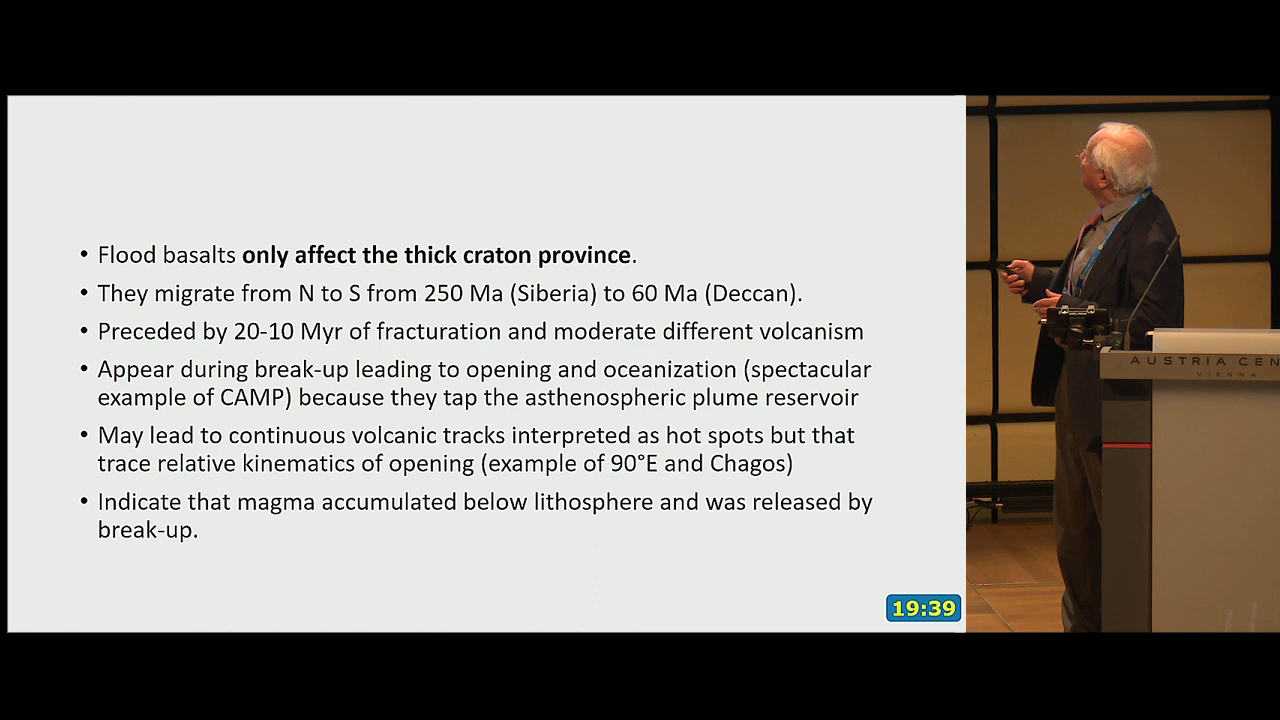 • Flood basalts only affect the thick craton province.
• They migrate from N to S from 250 Ma (Siberia) to 60 Ma (Deccan).
• Preceded by 20-10 Myr of fracturation and moderate different volcanism
• Appear during break-up leading to opening and oceanization (spectacular
example of CAMP) because they tap the asthenospheric plume reservoir
• May lead to continuous volcanic tracks interpreted as hot spots but that
trace relative kinematics of opening (example of 90°E and Chagos)
• Indicate that magma accumulated below lithosphere and was released by
break-up.
19:39
AUSTRIA CEN
VIENNA